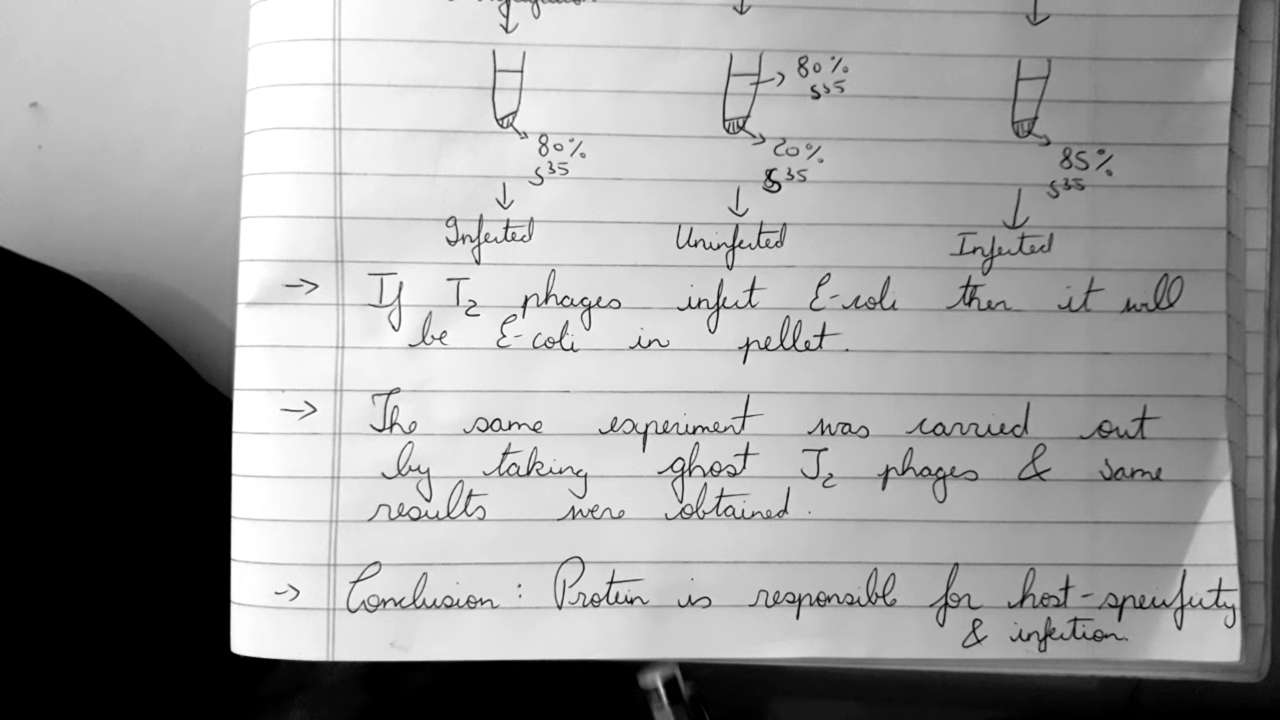 80%
S35
80%
S35
20%
S35
85%
S35
Infected
Uninfected
Infected
→ If T2 phages infect E-coli then it will
be E-coli in pellet.
→ The same experiment was carried out
by taking ghost T2 phages & same
results were obtained.
→ Conclusion: Protein is responsible for host-specificity
& infection.